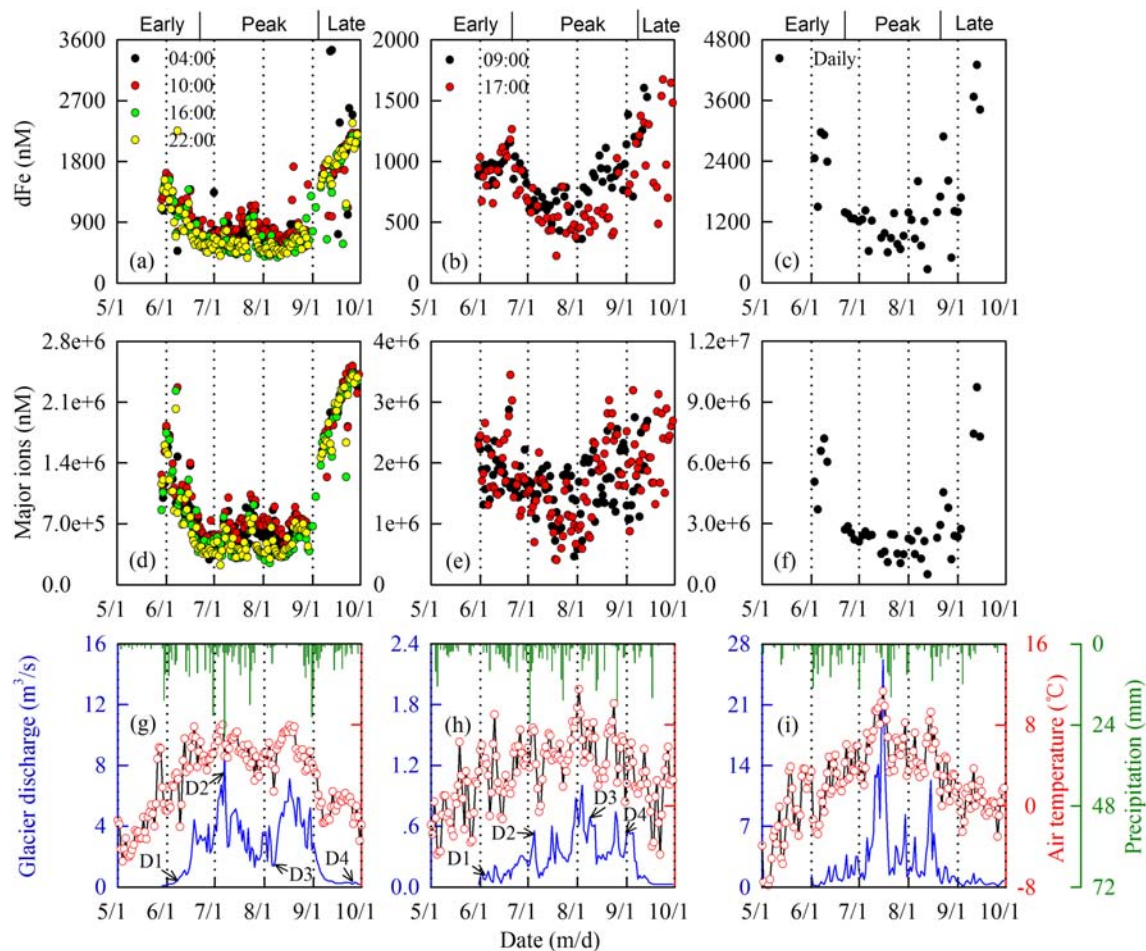 Early Peak Late Early Peak Late Early Peak Late
3600 2000 4800
04:00 09:00 Daily
10:00 17:00
2700 1500 3600
16:00
22:00
dFe (nM)
1800 1000 2400
900 500 1200
(a) (b) (c)
0 0 0
5/1 6/1 7/1 8/1 9/1 10/1 5/1 6/1 7/1 8/1 9/1 10/1 5/1 6/1 7/1 8/1 9/1 10/1
2.8e+6 4e+6 1.2e+7
2.1e+6 3e+6 9.0e+6
Major ions (nM)
1.4e+6 2e+6 6.0e+6
7.0e+5 1e+6 3.0e+6
(d) (e) (f)
0.0 0 0.0
5/1 6/1 7/1 8/1 9/1 10/1 5/1 6/1 7/1 8/1 9/1 10/1 5/1 6/1 7/1 8/1 9/1 10/1
16 2.4 28 16 0
(g) (h) (i)
12 1.8 21 8 24
Glacier discharge (m³/s)
Air temperature (℃)
Precipitation (mm)
8 1.2 14 0 48
D2 D3
D2 D4
4 0.6 7
D1 D3 D4 D1
0 0.0 0 -8 72
5/1 6/1 7/1 8/1 9/1 10/1 5/1 6/1 7/1 8/1 9/1 10/1 5/1 6/1 7/1 8/1 9/1 10/1
Date (m/d)